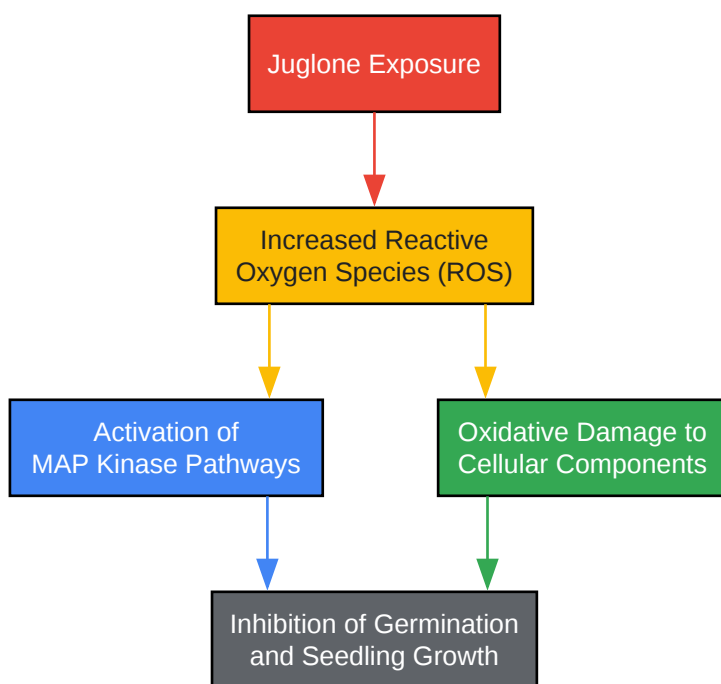 Juglone Exposure
Increased Reactive
Oxygen Species (ROS)
Activation of
MAP Kinase Pathways
Oxidative Damage to
Cellular Components
Inhibition of Germination
and Seedling Growth